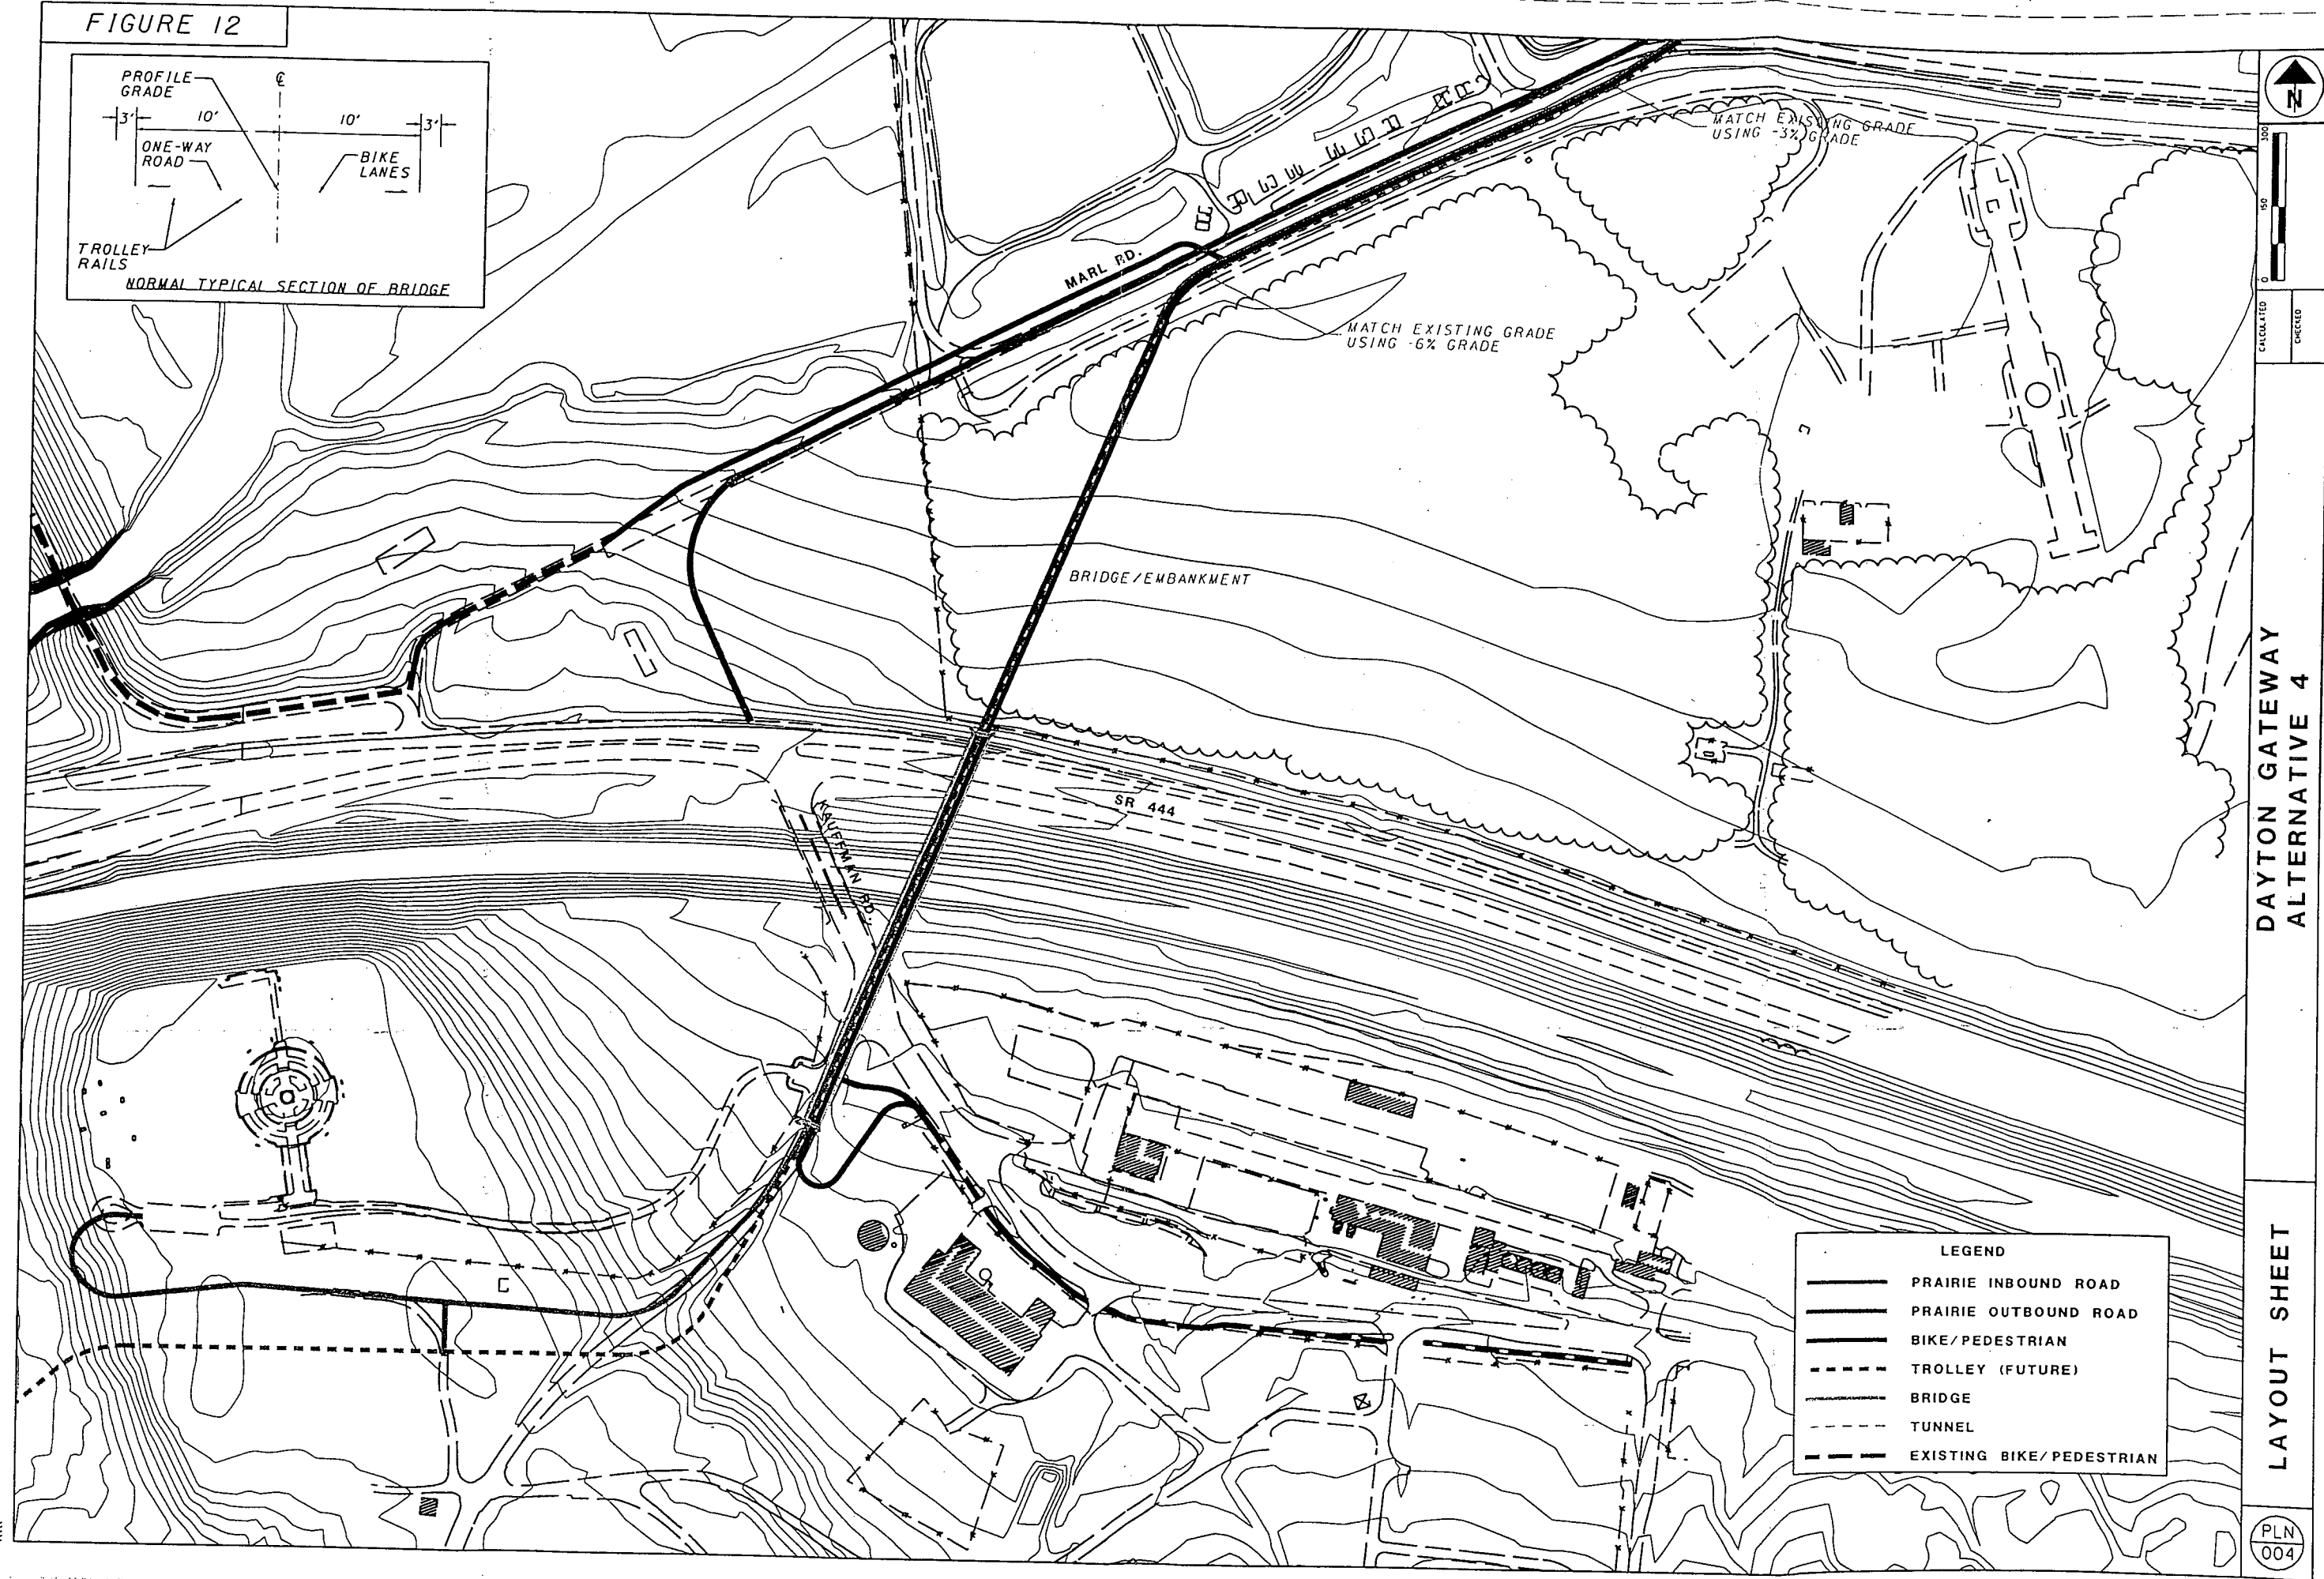 FIGURE 12
PROFILE
GRADE
℄
3'
10'
10'
3'
ONE-WAY
ROAD
BIKE
LANES
TROLLEY
RAILS
NORMAL TYPICAL SECTION OF BRIDGE
MARL RD.
MATCH EXISTING GRADE
USING -3% GRADE
MATCH EXISTING GRADE
USING -6% GRADE
BRIDGE/EMBANKMENT
SR 444
KAUFFMAN RD.
N
300
150
0
CALCULATED
CHECKED
DAYTON GATEWAY
ALTERNATIVE 4
LEGEND
PRAIRIE INBOUND ROAD
PRAIRIE OUTBOUND ROAD
BIKE/PEDESTRIAN
TROLLEY (FUTURE)
BRIDGE
TUNNEL
EXISTING BIKE/PEDESTRIAN
LAYOUT SHEET
PLN
004